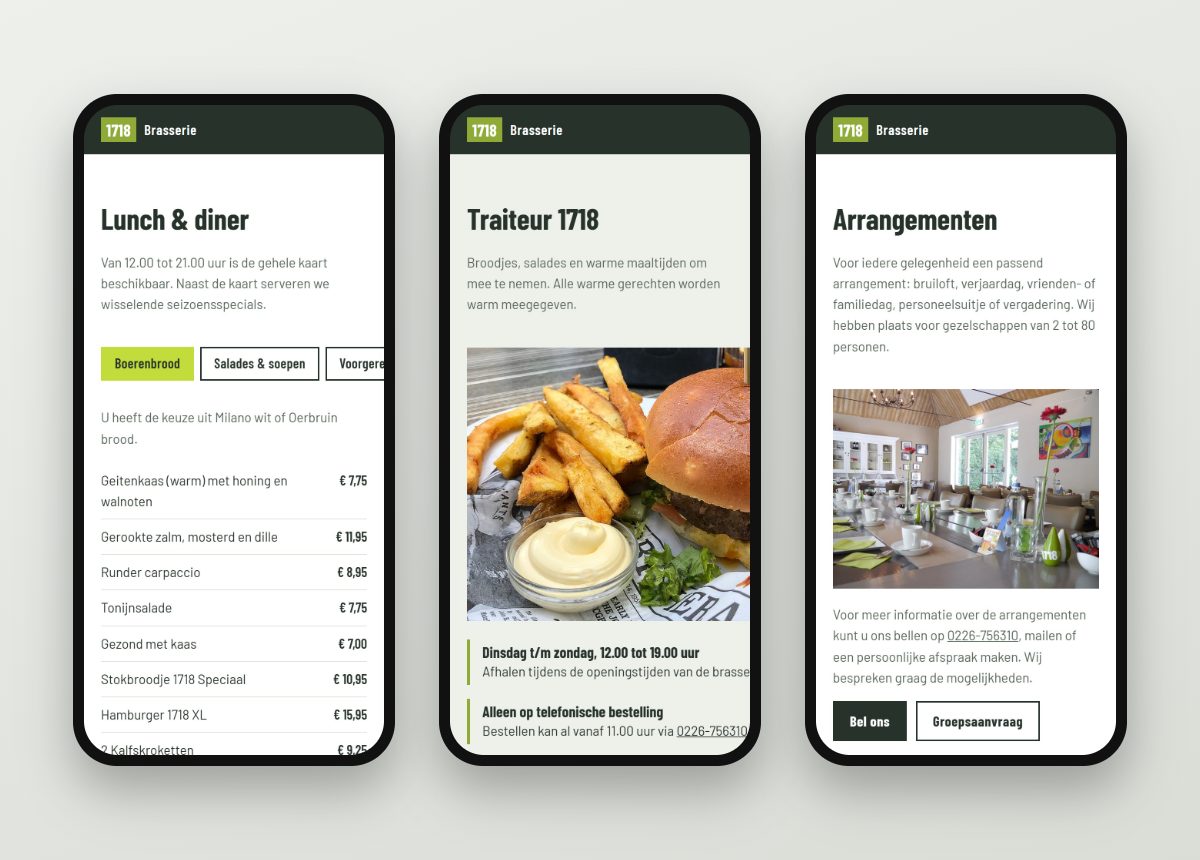 1718 Brasserie
Lunch & diner
Van 12.00 tot 21.00 uur is de gehele kaart
beschikbaar. Naast de kaart serveren we
wisselende seizoensspecials.
Boerenbrood
Salades & soepen
Voorgere
U heeft de keuze uit Milano wit of Oerbruin
brood.
Geitenkaas (warm) met honing en
walnoten
€ 7,75
Gerookte zalm, mosterd en dille € 11,95
Runder carpaccio € 8,95
Tonijnsalade € 7,75
Gezond met kaas € 7,00
Stokbroodje 1718 Speciaal € 10,95
Hamburger 1718 XL € 15,95
2 Kalfskroketten € 9,25
1718 Brasserie
Traiteur 1718
Broodjes, salades en warme maaltijden om
mee te nemen. Alle warme gerechten worden
warm meegegeven.
Dinsdag t/m zondag, 12.00 tot 19.00 uur
Afhalen tijdens de openingstijden van de brasse
Alleen op telefonische bestelling
Bestellen kan al vanaf 11.00 uur via 0226-756310
1718 Brasserie
Arrangementen
Voor iedere gelegenheid een passend
arrangement: bruiloft, verjaardag, vrienden- of
familiedag, personeelsuitje of vergadering. Wij
hebben plaats voor gezelschappen van 2 tot 80
personen.
1718
Voor meer informatie over de arrangementen
kunt u ons bellen op 0226-756310, mailen of
een persoonlijke afspraak maken. Wij
bespreken graag de mogelijkheden.
Bel ons
Groepsaanvraag